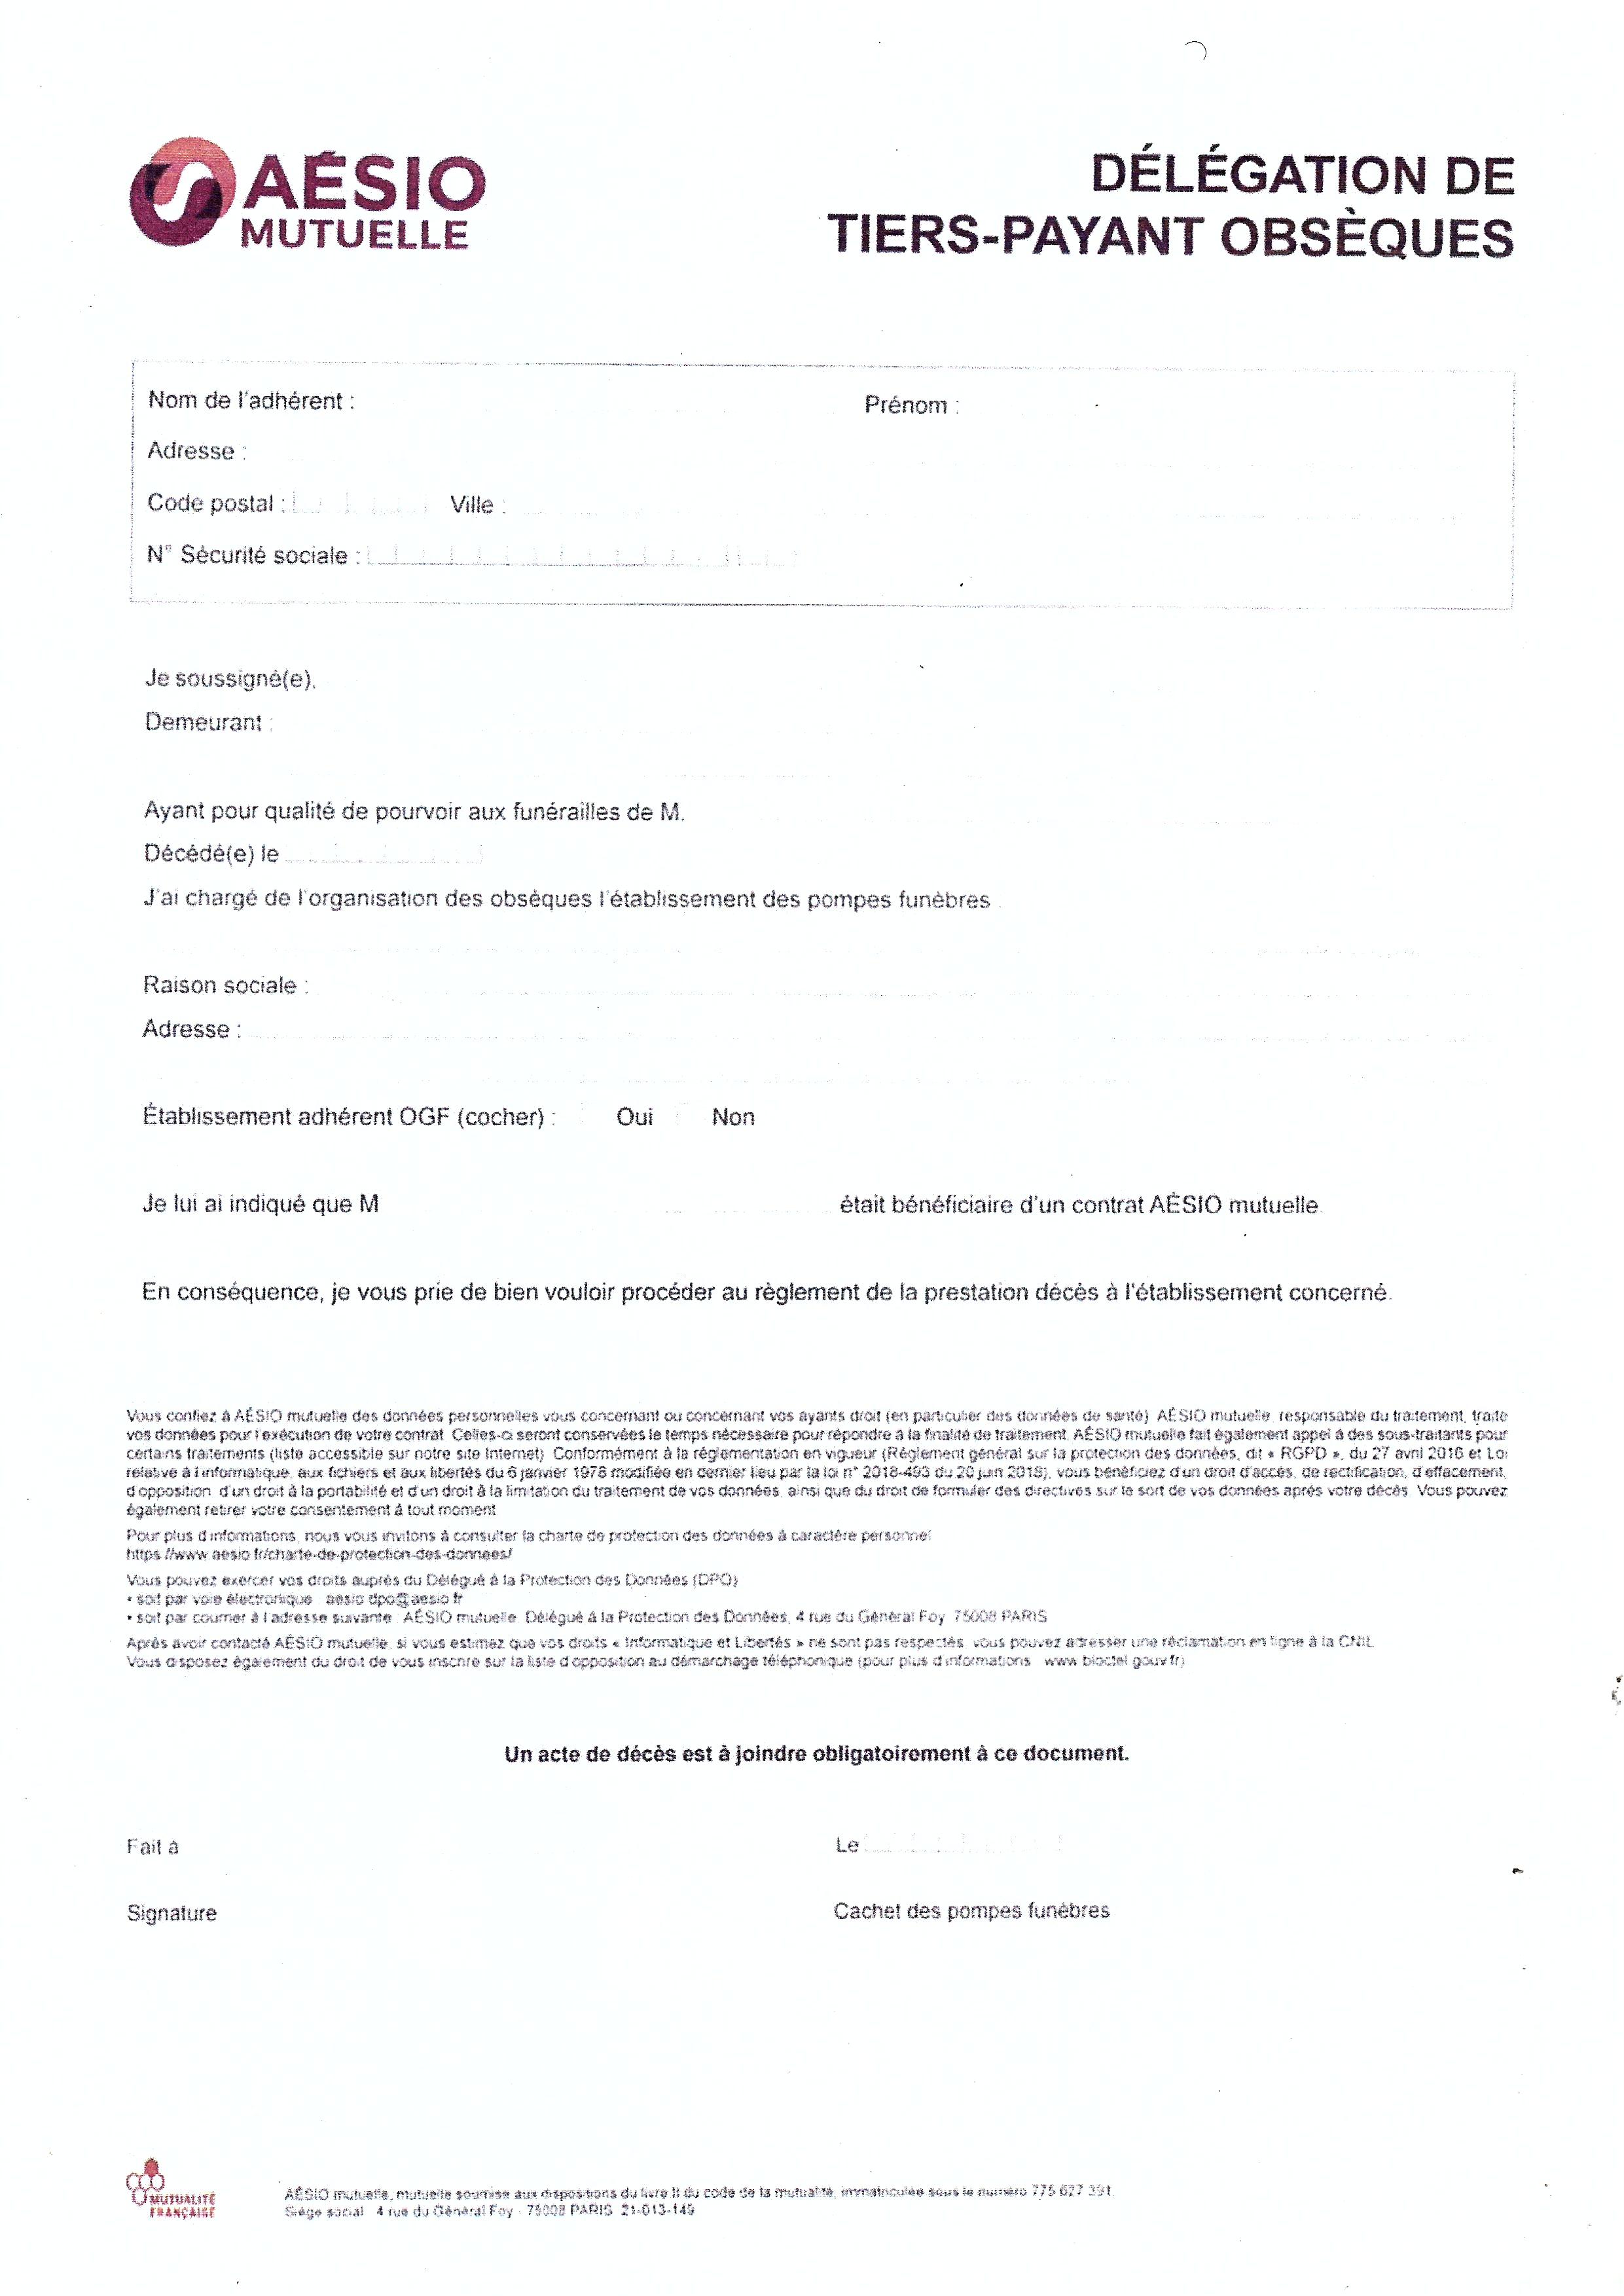 AÉSIO
MUTUELLE
DÉLÉGATION DE
TIERS-PAYANT OBSÈQUES
Nom de l'adhérent :
Prénom :
Adresse :
Code postal : Ville :
N° Sécurité sociale :
Je soussigné(e),
Demeurant :
Ayant pour qualité de pourvoir aux funérailles de M.
Décédé(e) le
J'ai chargé de l'organisation des obsèques l'établissement des pompes funèbres
Raison sociale :
Adresse :
Établissement adhérent OGF (cocher) : Oui Non
Je lui ai indiqué que M était bénéficiaire d'un contrat AÉSIO mutuelle.
En conséquence, je vous prie de bien vouloir procéder au règlement de la prestation décès à l'établissement concerné.
Vous confiez à AÉSIO mutuelle des données personnelles vous concernant ou concernant vos ayants droit (en particulier des données de santé). AÉSIO mutuelle, responsable du traitement, traite
vos données pour l'exécution de votre contrat. Celles-ci seront conservées le temps nécessaire pour répondre à la finalité de traitement. AÉSIO mutuelle fait également appel à des sous-traitants pour
certains traitements (liste accessible sur notre site Internet). Conformément à la réglementation en vigueur (Règlement général sur la protection des données, dit « RGPD », du 27 avril 2016 et Loi
relative à l'informatique, aux fichiers et aux libertés du 6 janvier 1978 modifiée en dernier lieu par la loi n° 2018-493 du 20 juin 2018), vous bénéficiez d'un droit d'accès, de rectification, d'effacement,
d'opposition, d'un droit à la portabilité et d'un droit à la limitation du traitement de vos données, ainsi que du droit de formuler des directives sur le sort de vos données après votre décès. Vous pouvez
également retirer votre consentement à tout moment.
Pour plus d'informations, nous vous invitons à consulter la charte de protection des données à caractère personnel
https://www.aesio.fr/charte-de-protection-des-donnees/
Vous pouvez exercer vos droits auprès du Délégué à la Protection des Données (DPO)
• soit par voie électronique : aesio.dpo@aesio.fr
• soit par courrier à l'adresse suivante : AÉSIO mutuelle, Délégué à la Protection des Données, 4 rue du Général Foy, 75008 PARIS
Après avoir contacté AÉSIO mutuelle, si vous estimez que vos droits « Informatique et Libertés » ne sont pas respectés, vous pouvez adresser une réclamation en ligne à la CNIL
Vous disposez également du droit de vous inscrire sur la liste d'opposition au démarchage téléphonique (pour plus d'informations : www.bloctel.gouv.fr)
Un acte de décès est à joindre obligatoirement à ce document.
Fait à
Le
Signature
Cachet des pompes funèbres
MUTUALITÉ
FRANÇAISE
AÉSIO mutuelle, mutuelle soumise aux dispositions du livre II du code de la mutualité, immatriculée sous le numéro 775 627 391.
Siège social : 4 rue du Général Foy - 75008 PARIS 21-013-149